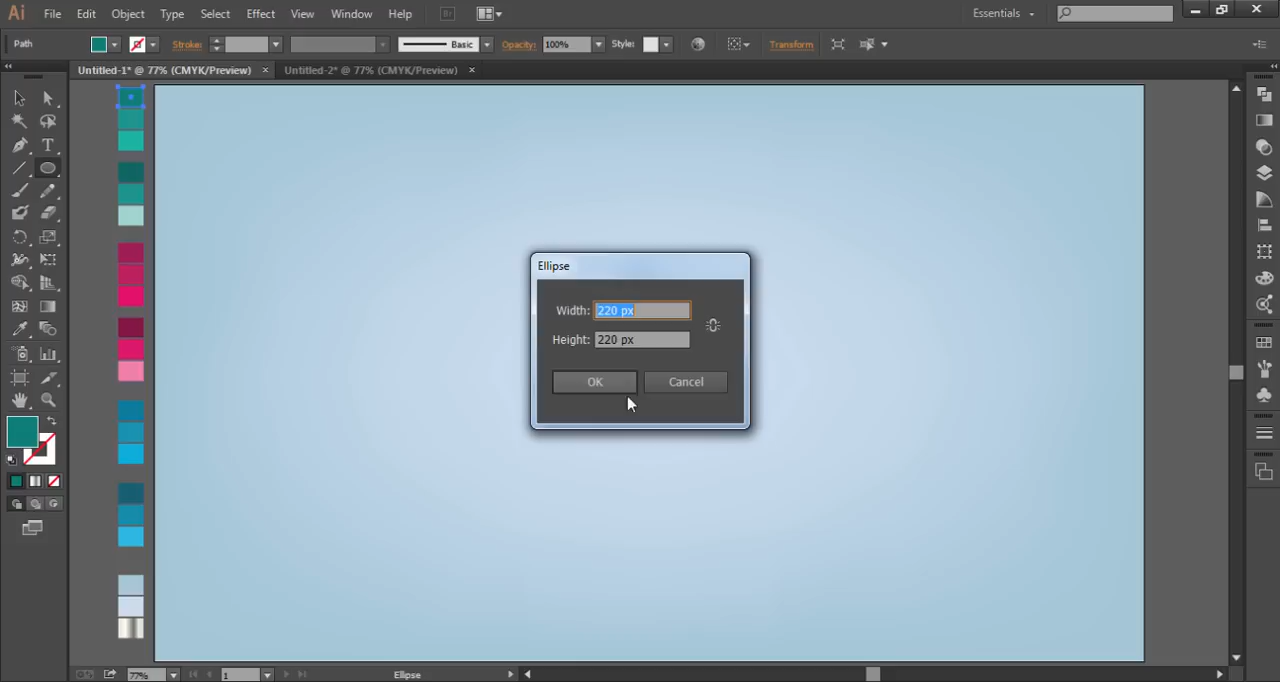 Ai File Edit Object Type Select Effect View Window Help Br Essentials
Path Stroke: Basic Opacity: 100% Style: Transform
Untitled-1* @ 77% (CMYK/Preview) × Untitled-2* @ 77% (CMYK/Preview) ×
Ellipse
Width: 220 px
Height: 220 px
OK Cancel
77% 1 Ellipse